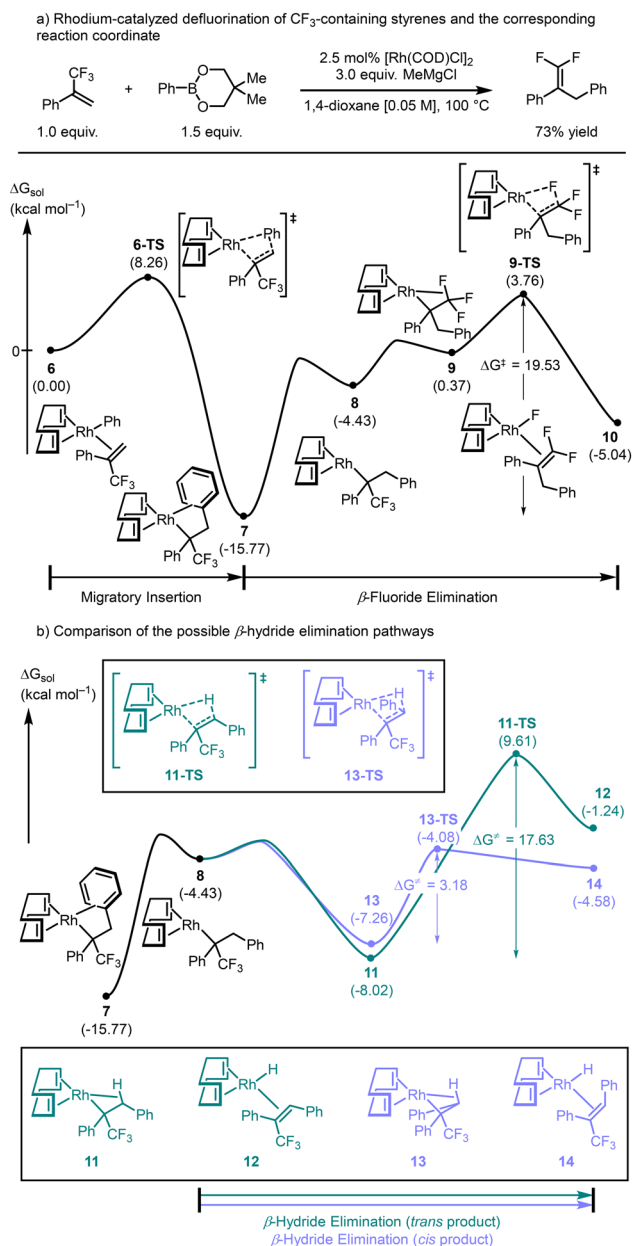 a) Rhodium-catalyzed defluorination of CF₃-containing styrenes and the corresponding
reaction coordinate
CF₃
Ph
+
Ph
B
O
O
Me
Me
2.5 mol% [Rh(COD)Cl]₂
3.0 equiv. MeMgCl
1,4-dioxane [0.05 M], 100 °C
F F
Ph
Ph
1.0 equiv.
1.5 equiv.
73% yield
ΔG_sol
(kcal mol⁻¹)
0
6
(0.00)
Rh
Ph
Ph
CF₃
6-TS
(8.26)
Rh
Ph
Ph
CF₃
‡
Rh
Ph
CF₃
7
(-15.77)
8
(-4.43)
Rh
Ph
Ph
CF₃
Rh
F
F
F
Ph
Ph
9
(0.37)
Rh
F
F
F
Ph
Ph
‡
9-TS
(3.76)
ΔG‡ = 19.53
Rh
F
F
F
Ph
Ph
10
(-5.04)
Migratory Insertion
β-Fluoride Elimination
b) Comparison of the possible β-hydride elimination pathways
ΔG_sol
(kcal mol⁻¹)
Rh
H
Ph
Ph
CF₃
‡
11-TS
Rh
H
Ph
Ph
CF₃
‡
13-TS
11-TS
(9.61)
12
(-1.24)
13-TS
(-4.08)
ΔG≠ = 17.63
8
(-4.43)
ΔG≠ = 3.18
13
(-7.26)
14
(-4.58)
Rh
Ph
CF₃
Rh
Ph
Ph
CF₃
11
(-8.02)
7
(-15.77)
Rh
H
Ph
Ph
CF₃
11
Rh
H
Ph
Ph
CF₃
12
Rh
H
Ph
CF₃
13
Rh
H
Ph
Ph
CF₃
14
β-Hydride Elimination (trans product)
β-Hydride Elimination (cis product)